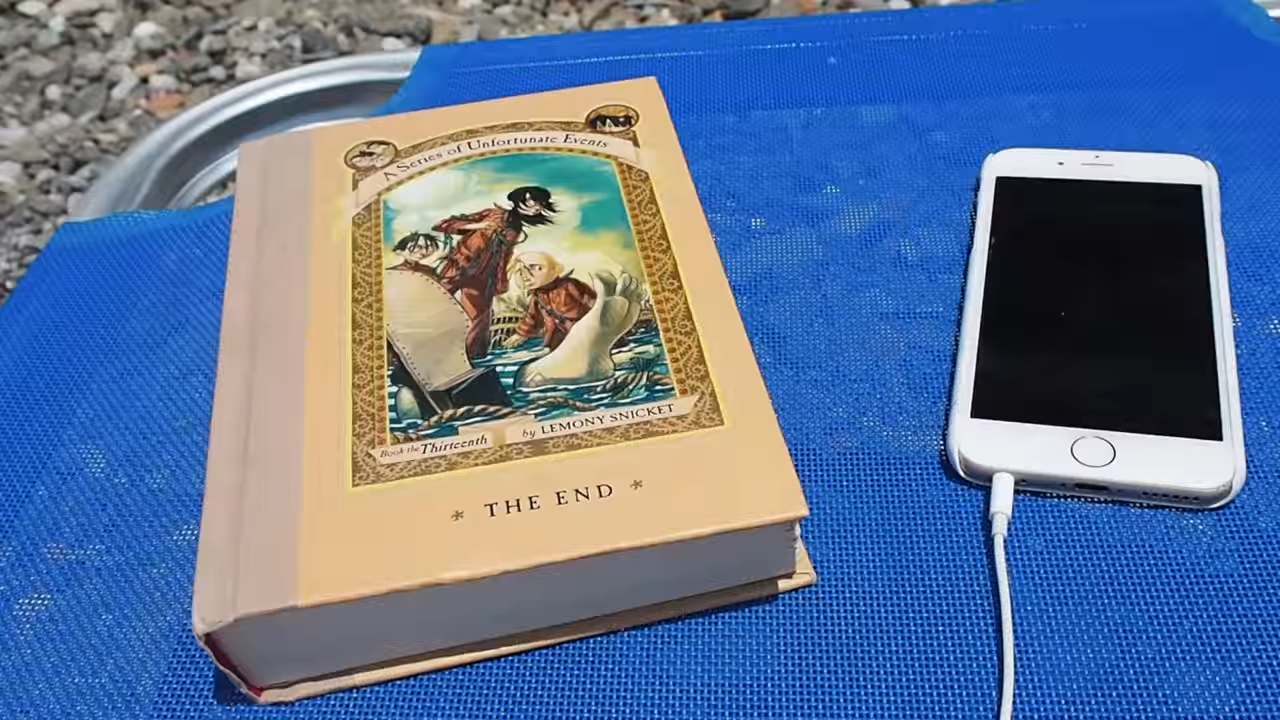 A Series of Unfortunate Events
Book the Thirteenth
by LEMONY SNICKET
* THE END *